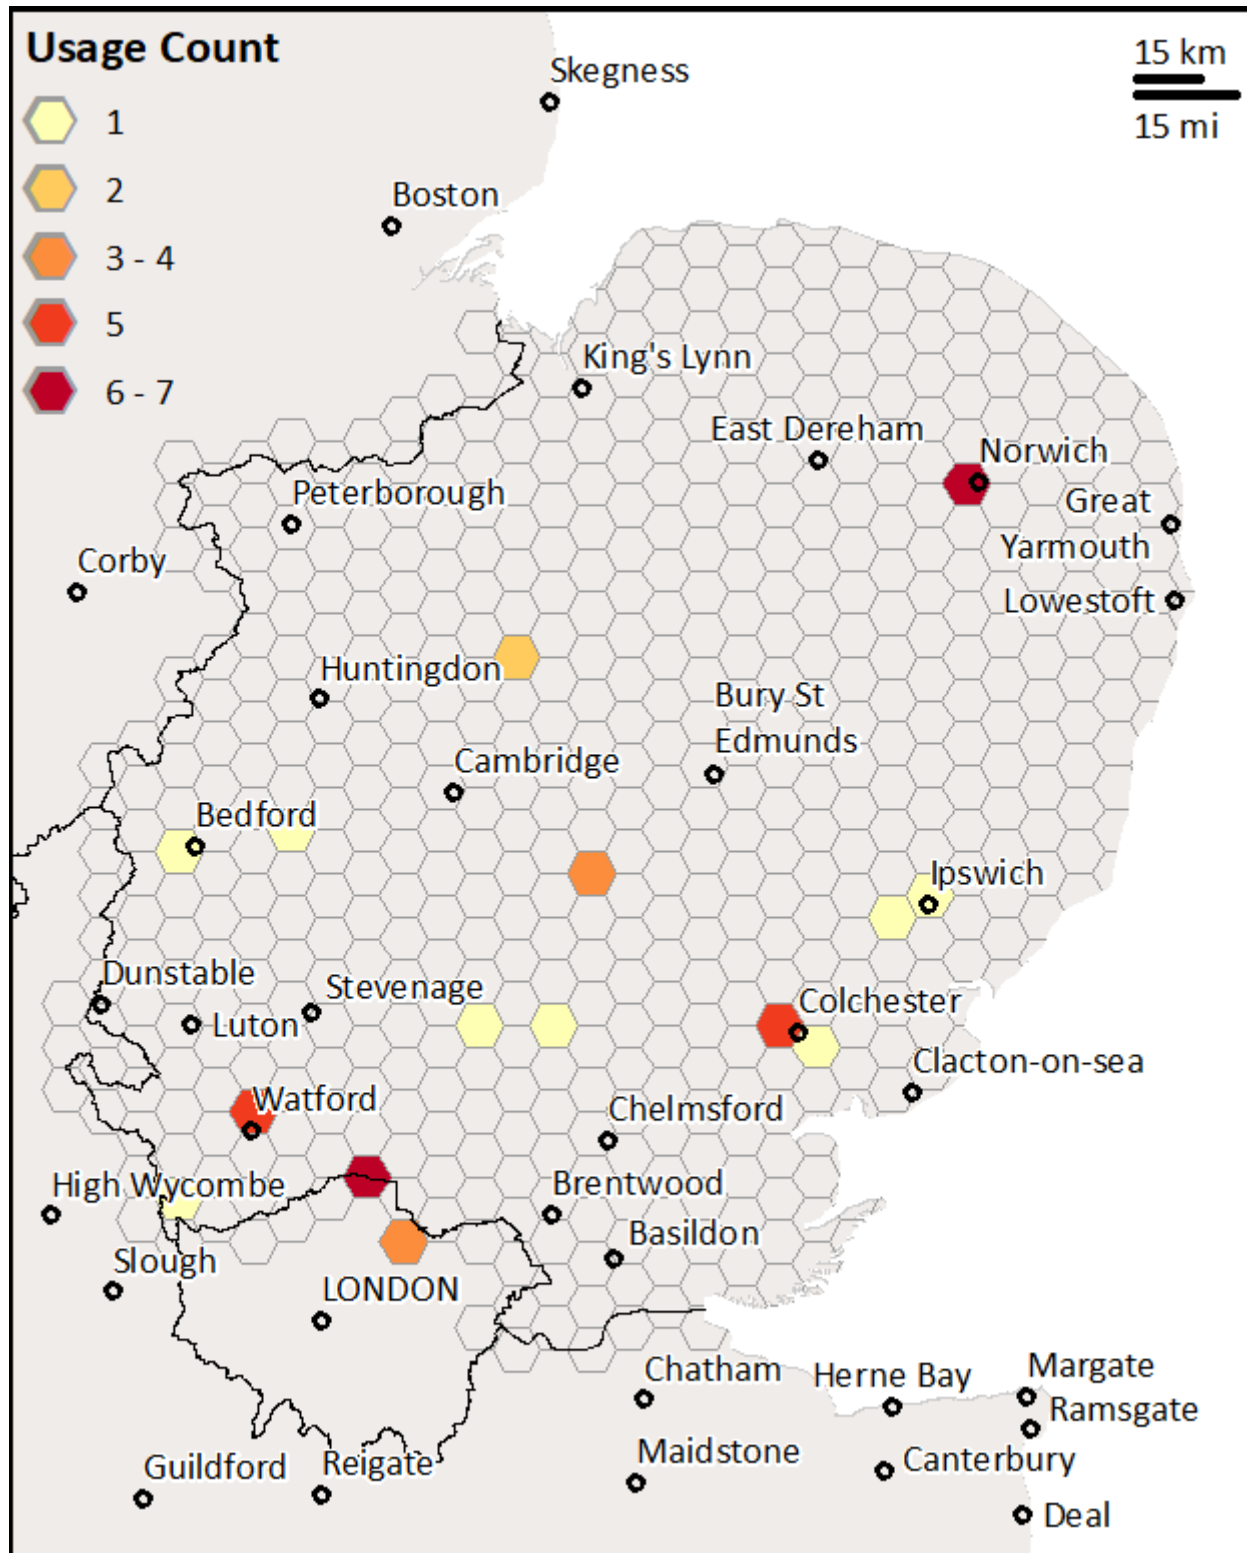 Usage Count
1
2
3 - 4
5
6 - 7
15 km
15 mi
Skegness
Boston
King's Lynn
East Dereham
Norwich
Peterborough
Great
Yarmouth
Corby
Lowestoft
Huntingdon
Bury St
Edmunds
Cambridge
Bedford
Ipswich
Dunstable
Stevenage
Luton
Colchester
Clacton-on-sea
Watford
Chelmsford
High Wycombe
Brentwood
Basildon
Slough
LONDON
Chatham
Herne Bay
Margate
Ramsgate
Maidstone
Canterbury
Guildford
Reigate
Deal